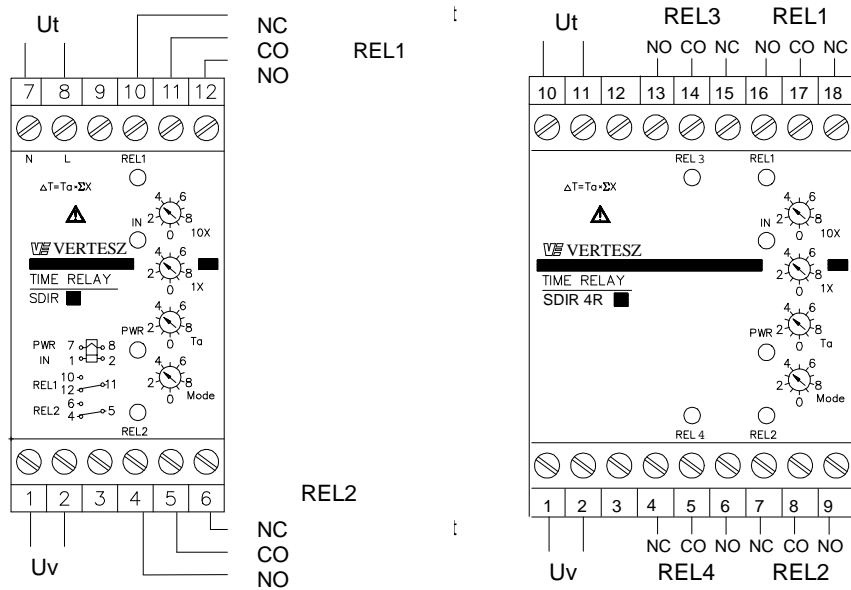 Ut
NC
CO
NO
REL1
7 8 9 10 11 12
N L REL1
ΔT=Ta*ΣX
IN
4 6
2 8
0 10X
VE VERTESZ
4 6
2 8
0 1X
TIME RELAY
SDIR
4 6
2 8
0 Ta
PWR
PWR 7 8
IN 1 2
4 6
2 8
0 Mode
REL1 10 12 11
REL2 6 4 5
REL2
1 2 3 4 5 6
REL2
NC
CO
NO
Uv
t
t
Ut REL3 REL1
NO CO NC NO CO NC
10 11 12 13 14 15 16 17 18
REL 3 REL1
ΔT=Ta*ΣX
IN
4 6
2 8
0 10X
VE VERTESZ
4 6
2 8
0 1X
TIME RELAY
SDIR 4R
4 6
2 8
0 Ta
PWR
4 6
2 8
0 Mode
REL 4 REL2
1 2 3 4 5 6 7 8 9
NC CO NO NC CO NO
Uv REL4 REL2